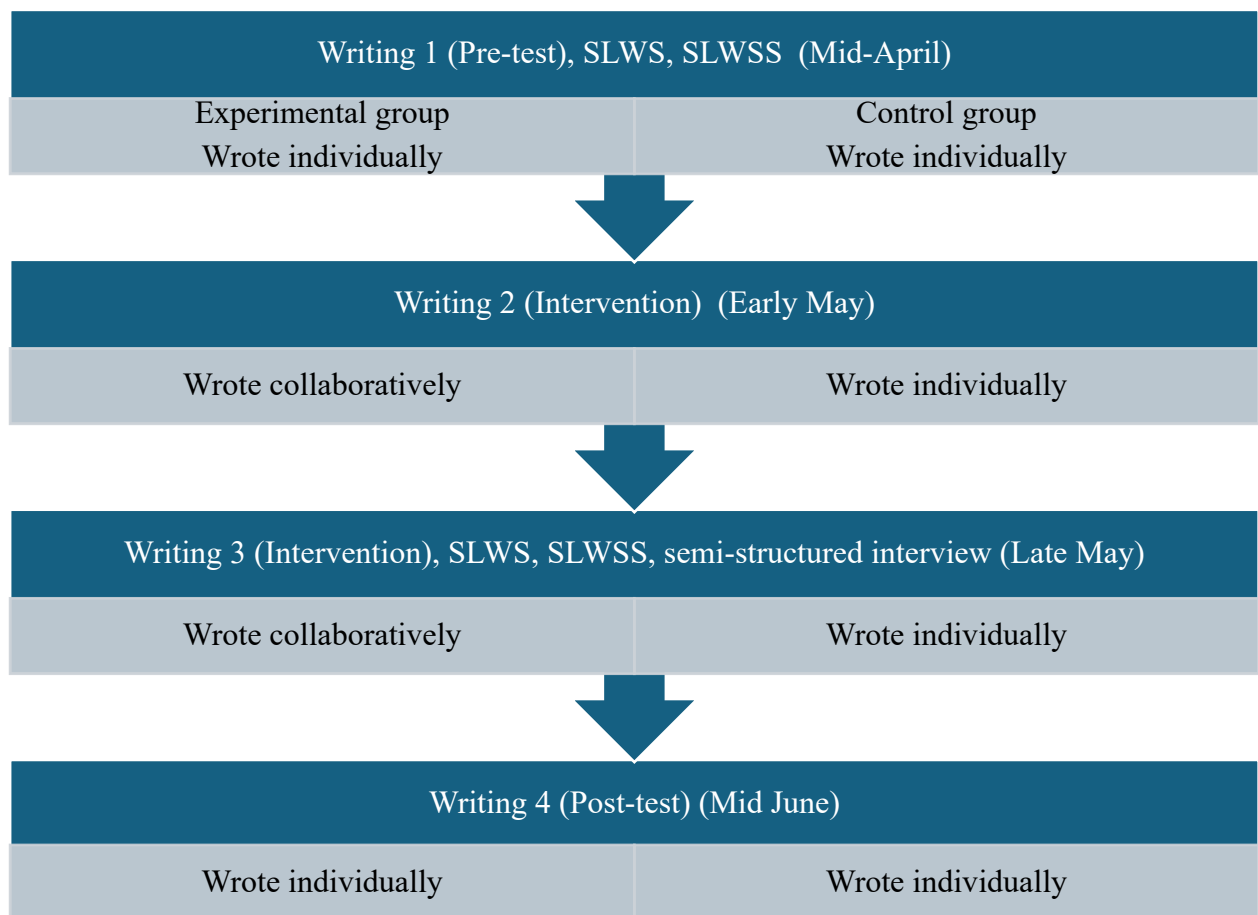 Writing 1 (Pre-test), SLWS, SLWSS  (Mid-April)
Experimental group
Wrote individually
Control group
Wrote individually
Writing 2 (Intervention)  (Early May)
Wrote collaboratively
Wrote individually
Writing 3 (Intervention), SLWS, SLWSS, semi-structured interview (Late May)
Wrote collaboratively
Wrote individually
Writing 4 (Post-test) (Mid June)
Wrote individually
Wrote individually